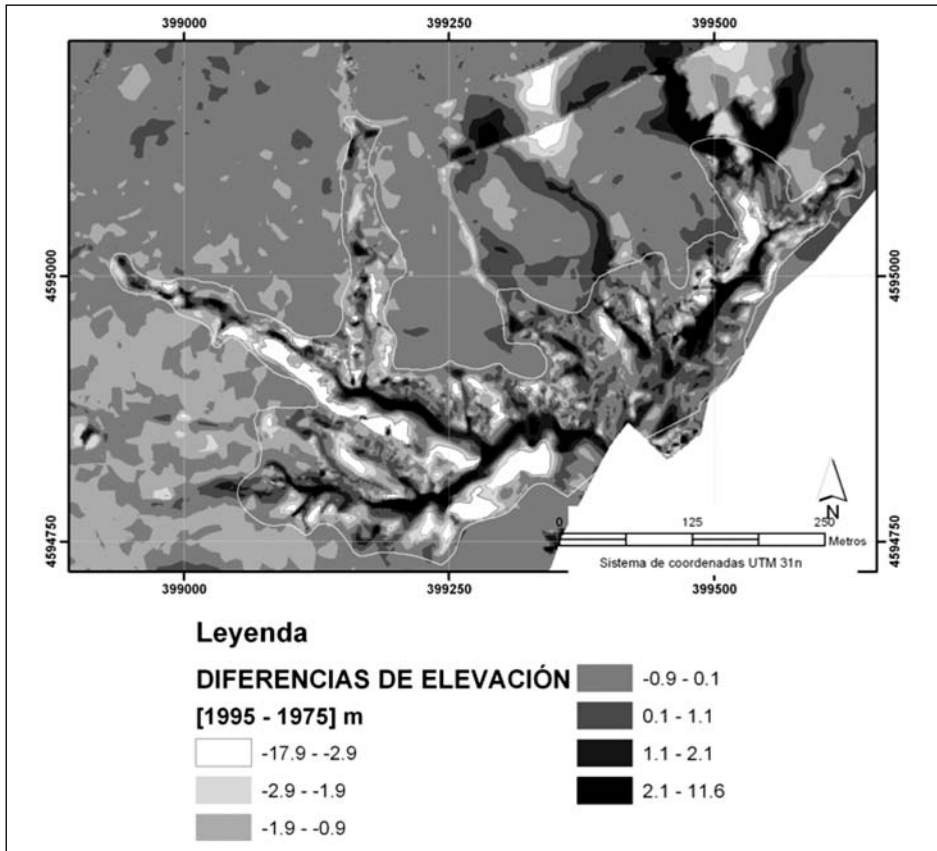 399000 399250 399500
4595000 4595000
4594750 4594750
N
0 125 250
Metros
Sistema de coordenadas UTM 31n
399000 399250 399500
Leyenda
DIFERENCIAS DE ELEVACIÓN
[1995 - 1975] m
-17.9 - -2.9
-2.9 - -1.9
-1.9 - -0.9
-0.9 - 0.1
0.1 - 1.1
1.1 - 2.1
2.1 - 11.6